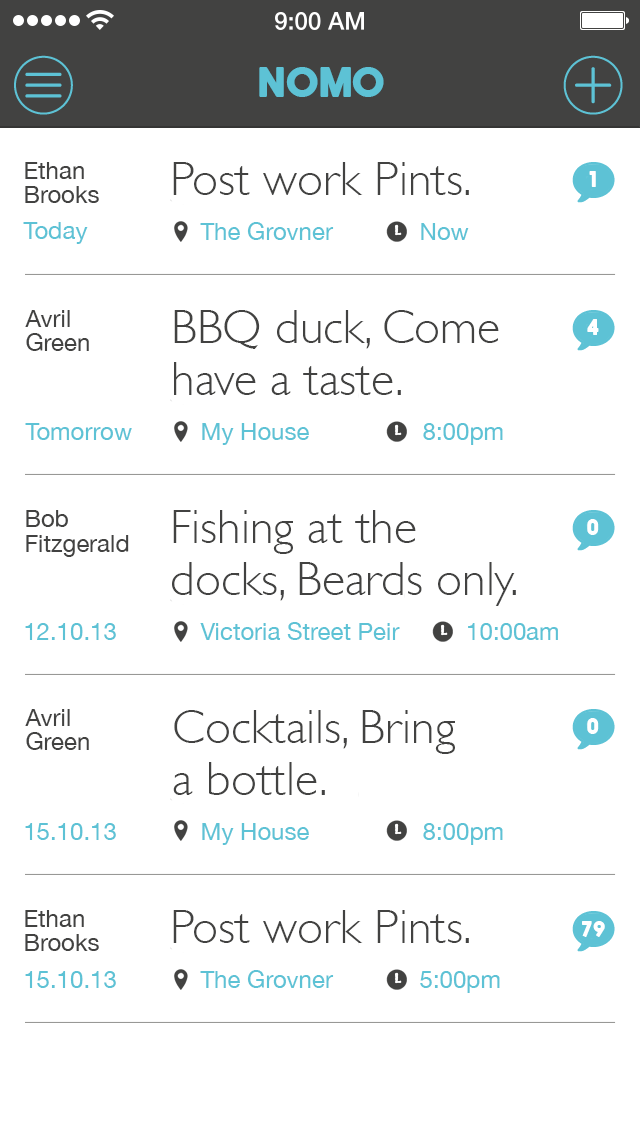 9:00 AM
NOMO
Ethan
Brooks
Post work Pints.
1
Today
The Grovner
Now
Avril
Green
BBQ duck, Come
have a taste.
4
Tomorrow
My House
8:00pm
Bob
Fitzgerald
Fishing at the
docks, Beards only.
0
12.10.13
Victoria Street Peir
10:00am
Avril
Green
Cocktails, Bring
a bottle.
0
15.10.13
My House
8:00pm
Ethan
Brooks
Post work Pints.
79
15.10.13
The Grovner
5:00pm